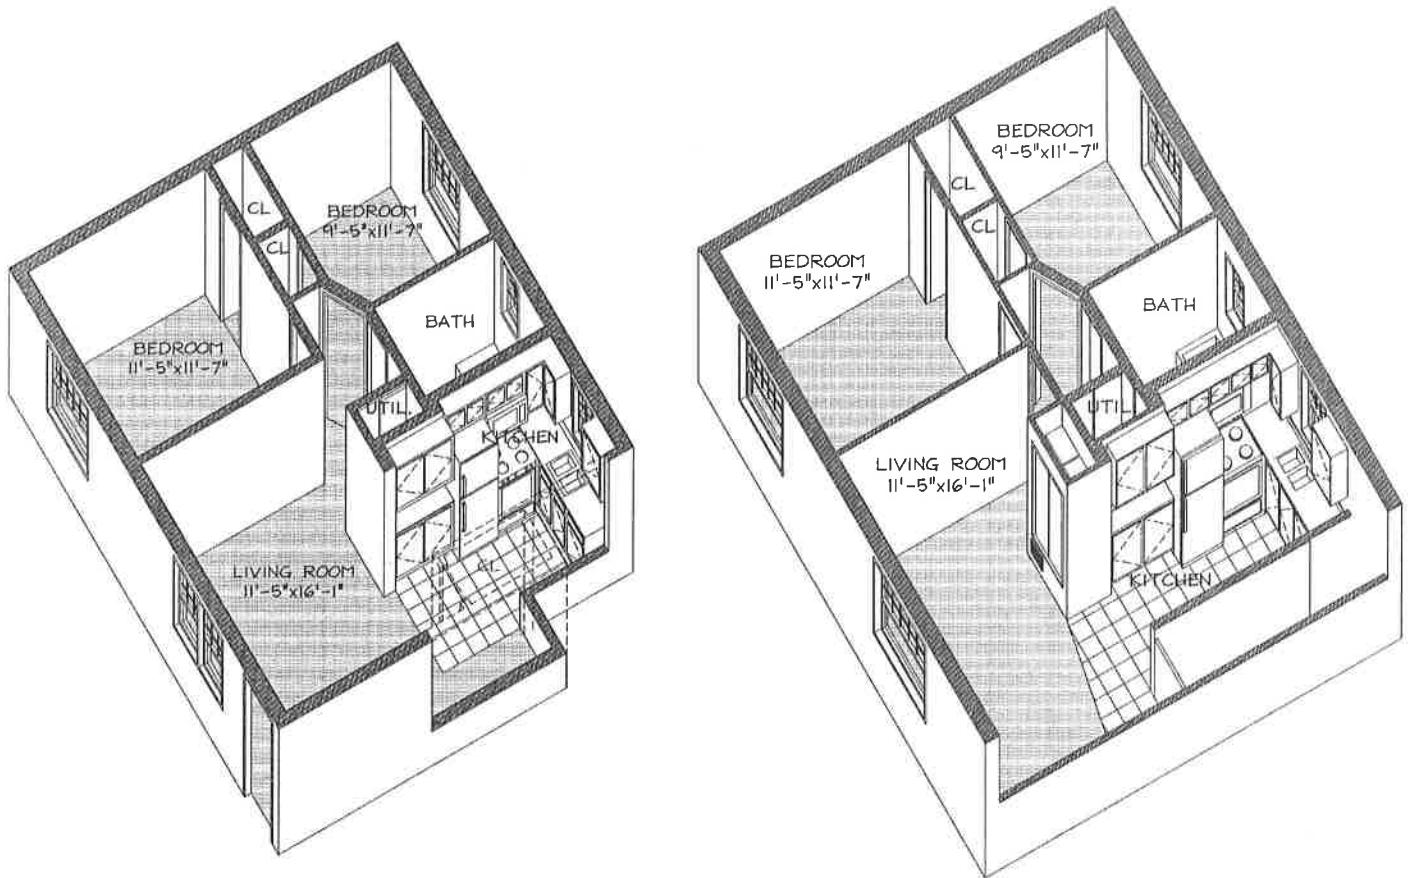 CL
BEDROOM
9'-5"x11'-7"
CL
BATH
BEDROOM
11'-5"x11'-7"
UTIL.
KITCHEN
CL
LIVING ROOM
11'-5"x16'-1"
BEDROOM
9'-5"x11'-7"
CL
CL
BEDROOM
11'-5"x11'-7"
BATH
UTIL.
LIVING ROOM
11'-5"x16'-1"
KITCHEN